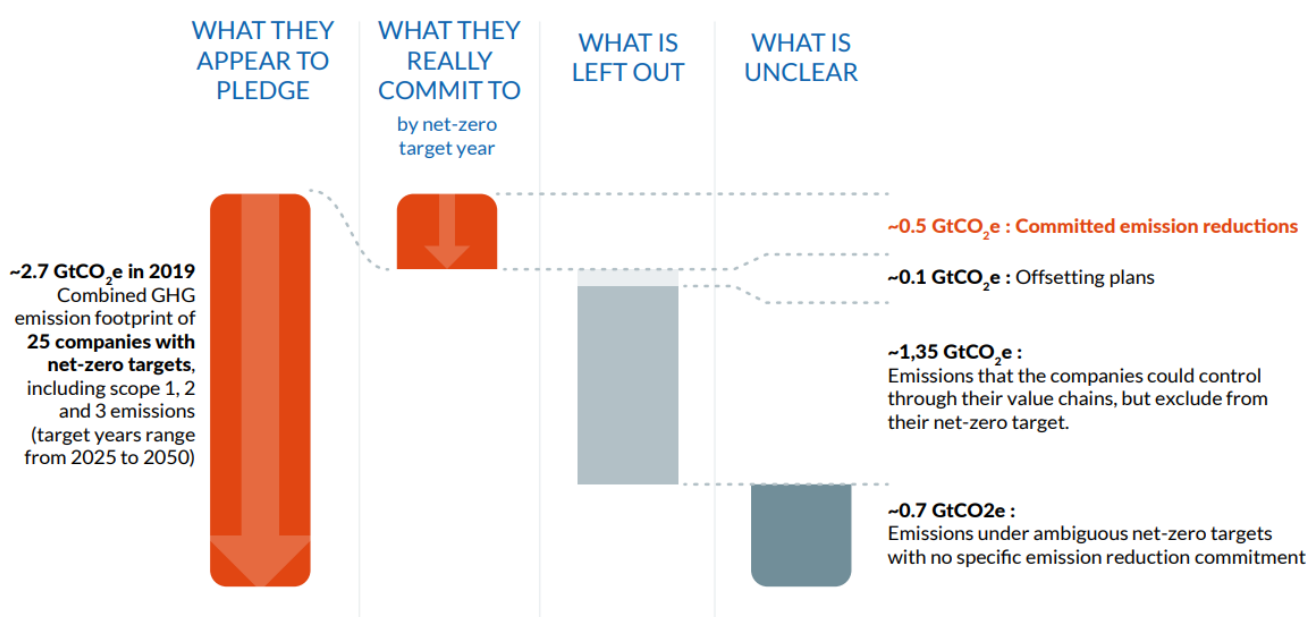 WHAT THEY
APPEAR TO
PLEDGE
WHAT THEY
REALLY
COMMIT TO
by net-zero
target year
WHAT IS
LEFT OUT
WHAT IS
UNCLEAR
~2.7 GtCO₂e in 2019
Combined GHG
emission footprint of
25 companies with
net-zero targets,
including scope 1, 2
and 3 emissions
(target years range
from 2025 to 2050)
~0.5 GtCO₂e : Committed emission reductions
~0.1 GtCO₂e : Offsetting plans
~1,35 GtCO₂e :
Emissions that the companies could control
through their value chains, but exclude from
their net-zero target.
~0.7 GtCO2e :
Emissions under ambiguous net-zero targets
with no specific emission reduction commitment